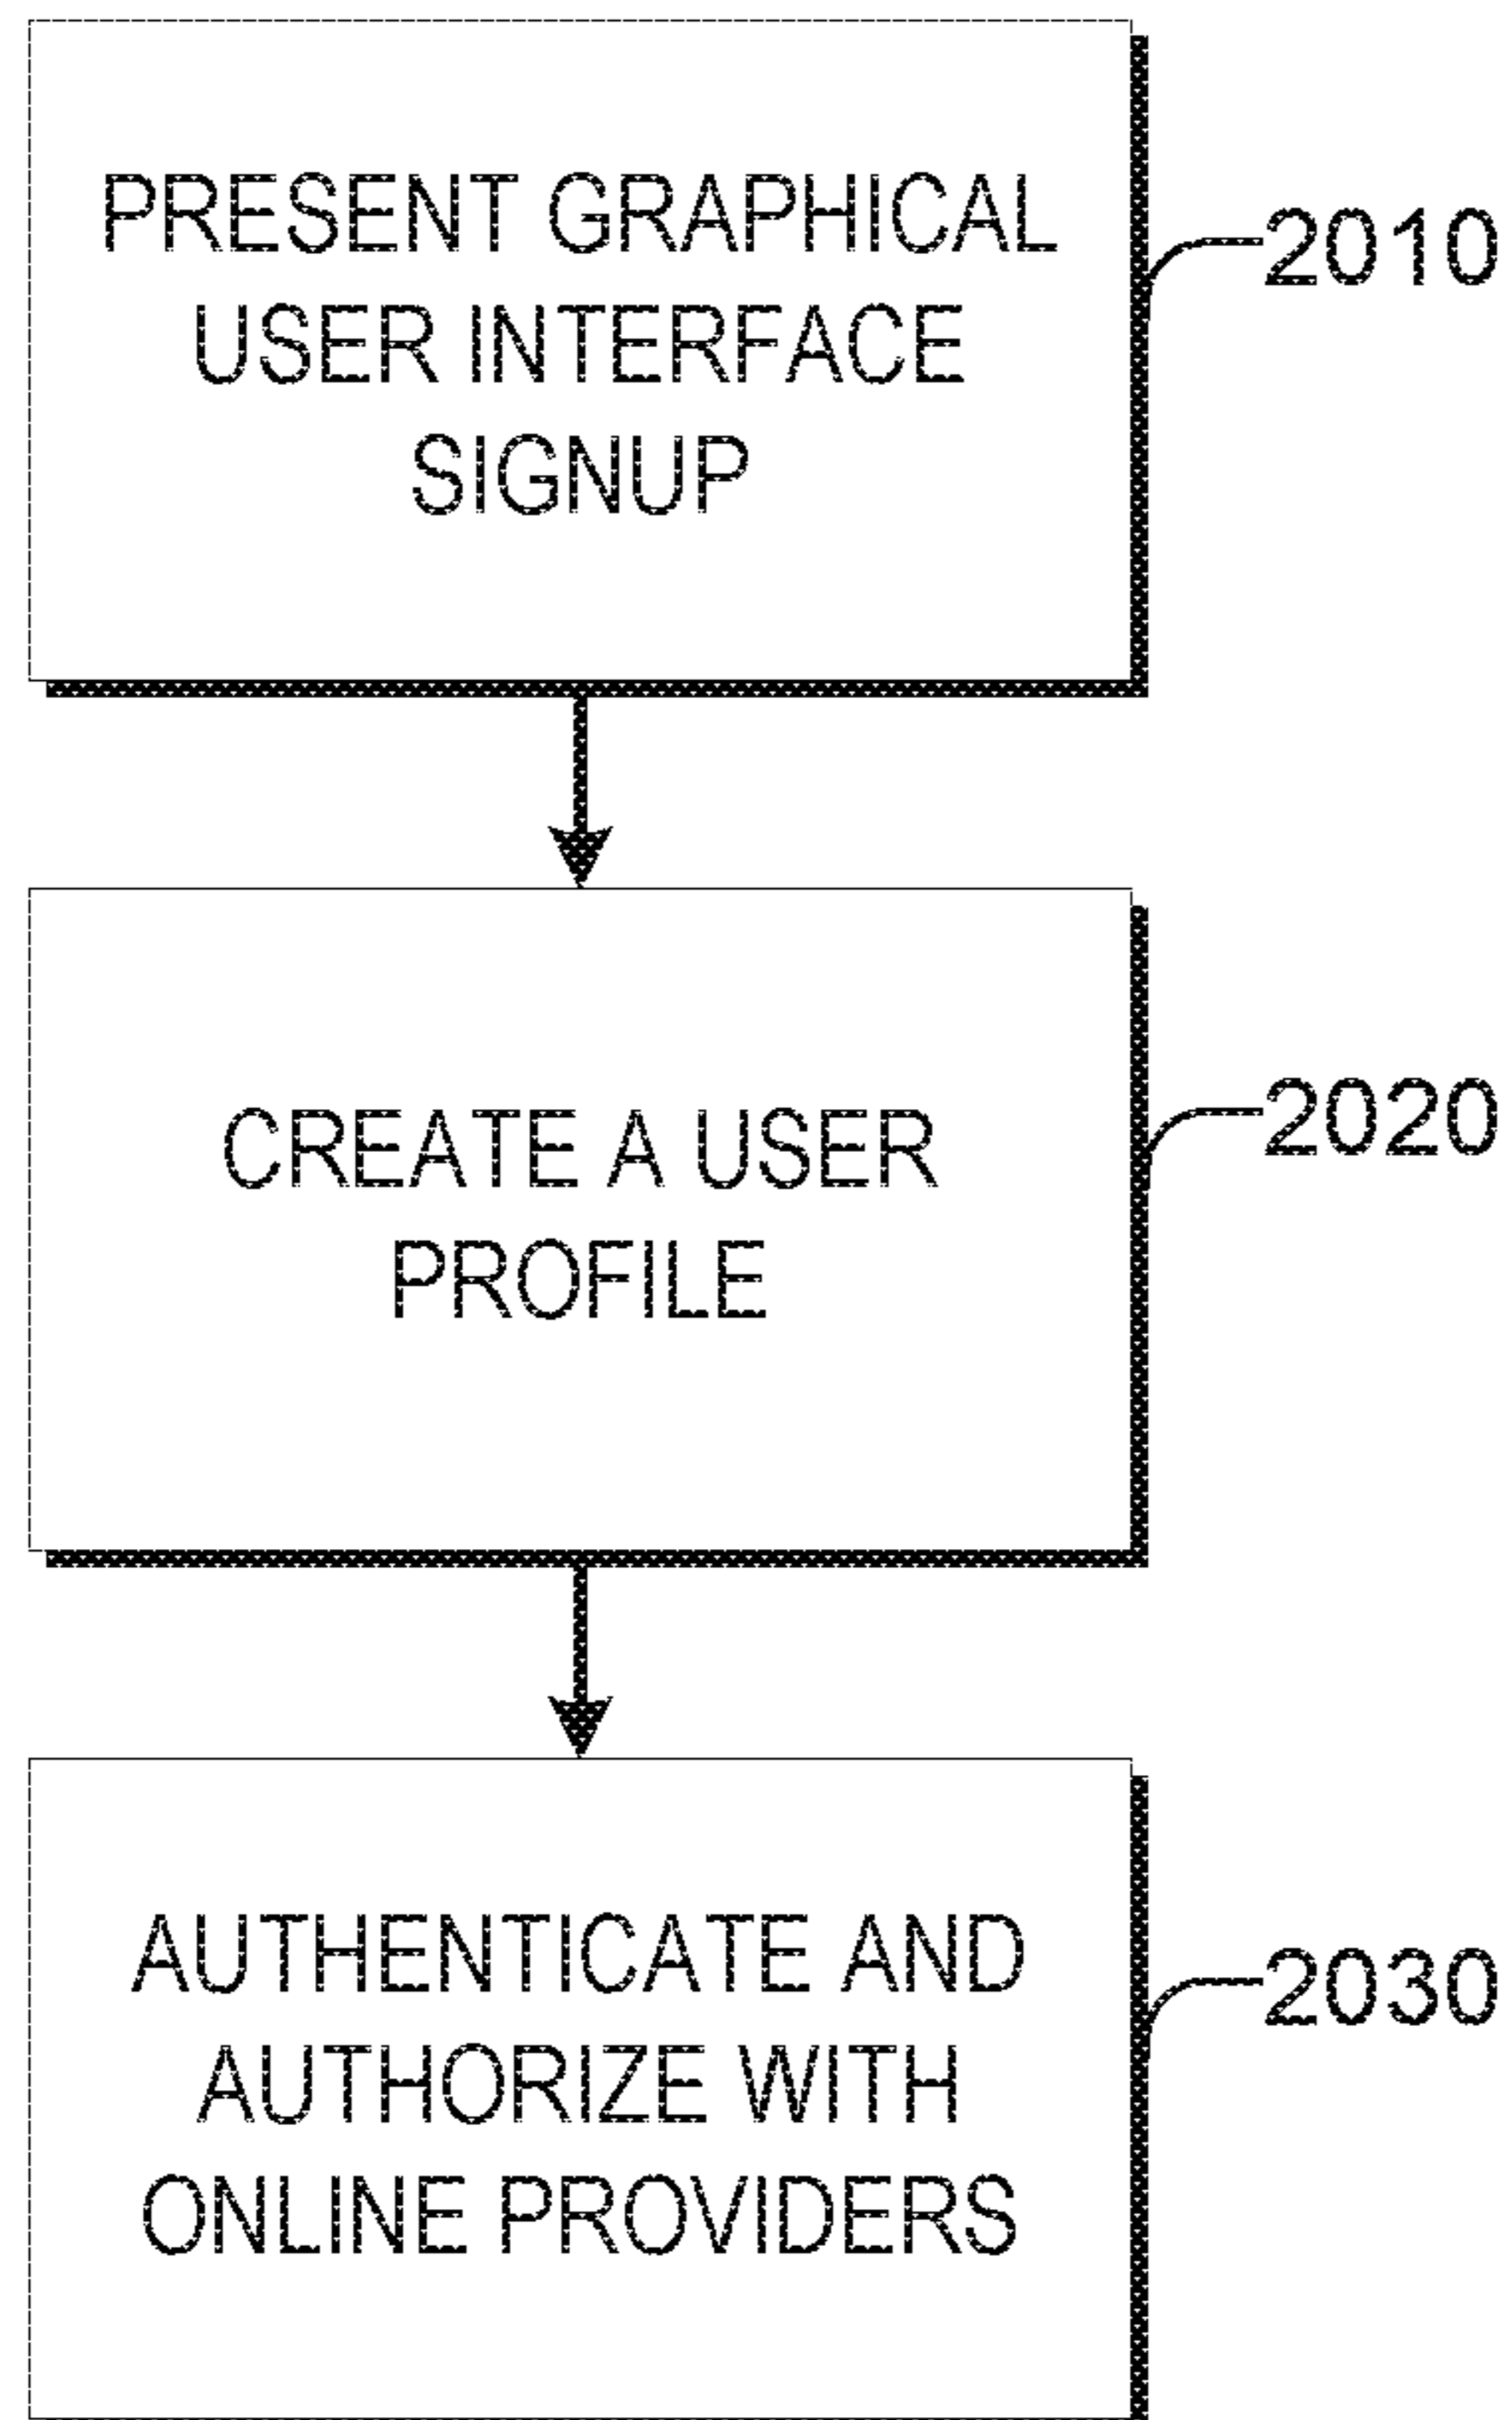 PRESENT GRAPHICAL
USER INTERFACE
SIGNUP
2010
CREATE A USER
PROFILE
2020
AUTHENTICATE AND
AUTHORIZE WITH
ONLINE PROVIDERS
2030